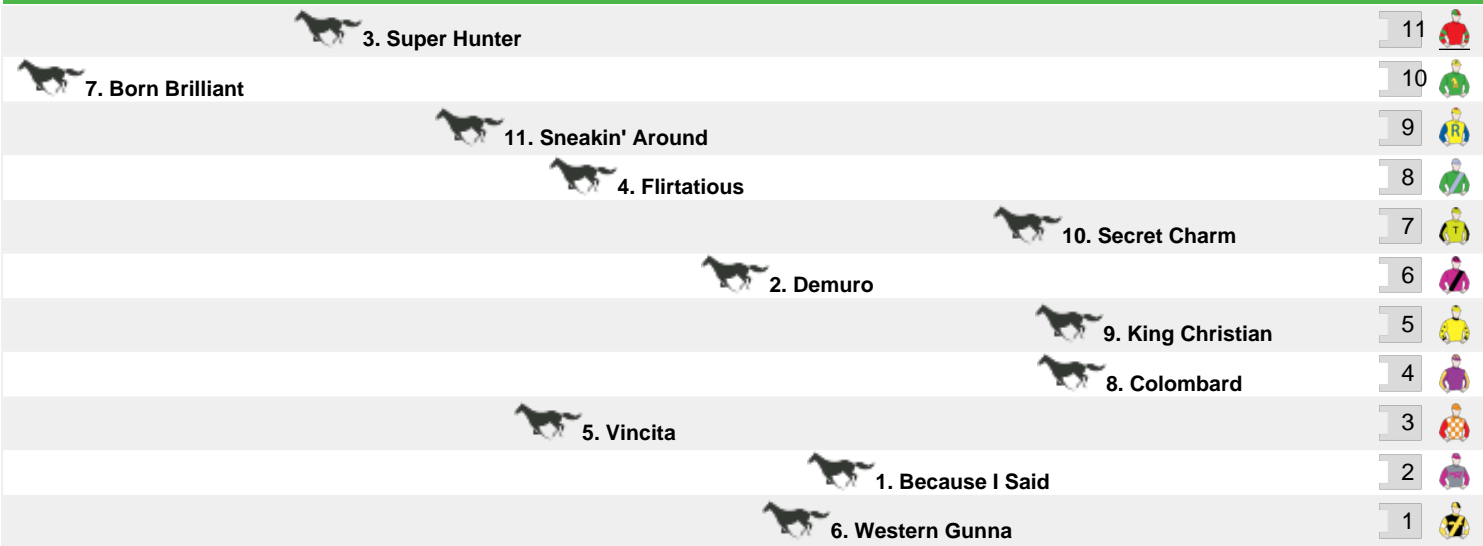 3. Super Hunter 11
7. Born Brilliant 10
11. Sneakin' Around 9 R
4. Flirtatious 8
10. Secret Charm 7 T
2. Demuro 6
9. King Christian 5
8. Colombard 4
5. Vincita 3
1. Because I Said 2
6. Western Gunna 1